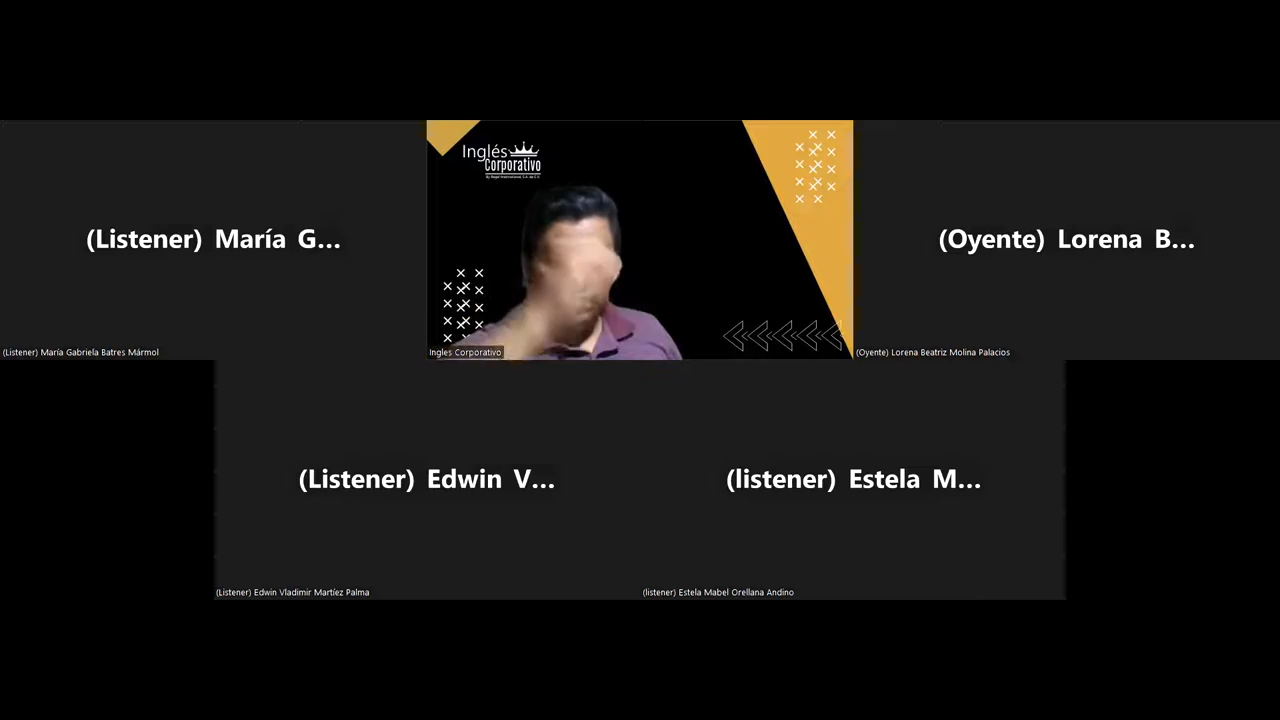 (Listener) María G...
(Listener) María Gabriela Batres Mármol
Inglés
Corporativo
Ingles Corporativo
(Oyente) Lorena B...
(Oyente) Lorena Beatriz Molina Palacios
(Listener) Edwin V...
(Listener) Edwin Vladimir Martíez Palma
(listener) Estela M...
(listener) Estela Mabel Orellana Andino